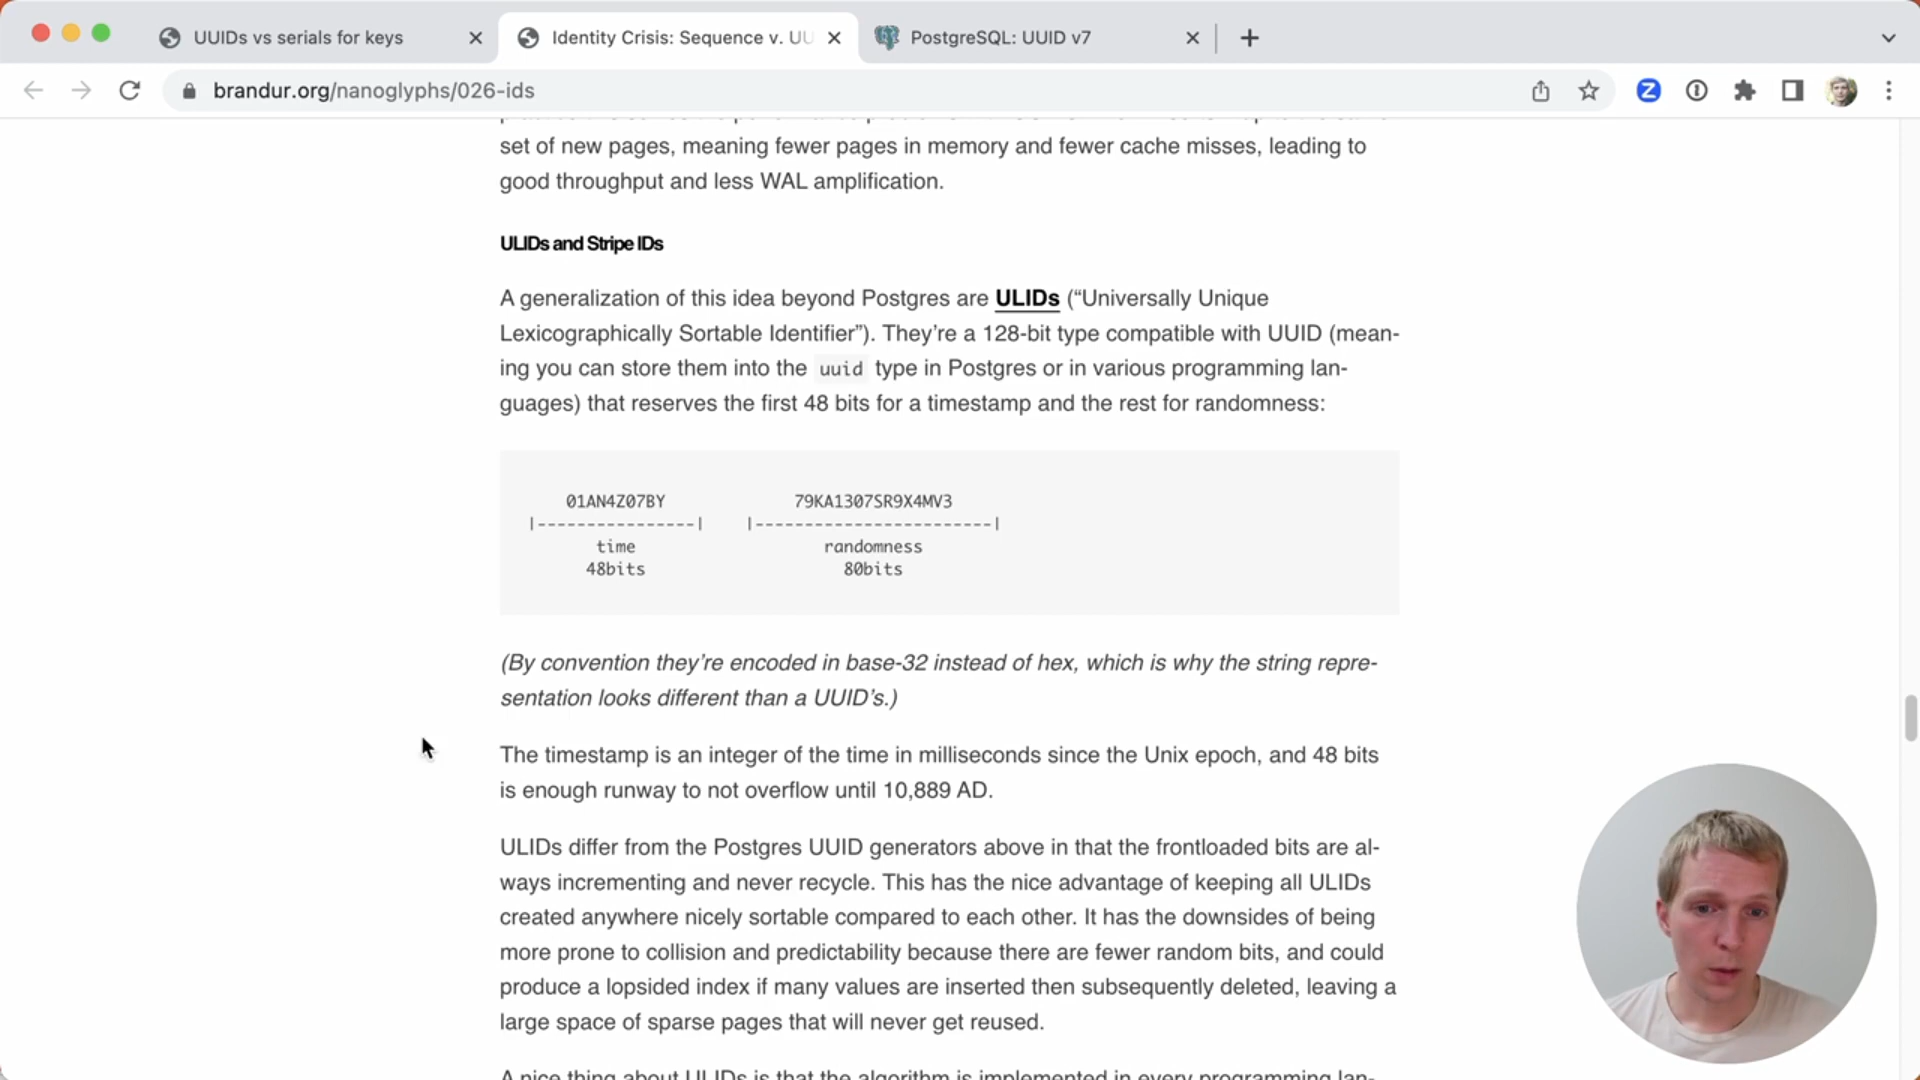 UUIDs vs serials for keys
Identity Crisis: Sequence v. UU
PostgreSQL: UUID v7
brandur.org/nanoglyphs/026-ids
set of new pages, meaning fewer pages in memory and fewer cache misses, leading to
good throughput and less WAL amplification.
ULIDs and Stripe IDs
A generalization of this idea beyond Postgres are ULIDs (“Universally Unique
Lexicographically Sortable Identifier”). They’re a 128-bit type compatible with UUID (mean-
ing you can store them into the uuid type in Postgres or in various programming lan-
guages) that reserves the first 48 bits for a timestamp and the rest for randomness:
01AN4Z07BY 79KA1307SR9X4MV3
|----------------| |------------------------|
time randomness
48bits 80bits
(By convention they’re encoded in base-32 instead of hex, which is why the string repre-
sentation looks different than a UUID’s.)
The timestamp is an integer of the time in milliseconds since the Unix epoch, and 48 bits
is enough runway to not overflow until 10,889 AD.
ULIDs differ from the Postgres UUID generators above in that the frontloaded bits are al-
ways incrementing and never recycle. This has the nice advantage of keeping all ULIDs
created anywhere nicely sortable compared to each other. It has the downsides of being
more prone to collision and predictability because there are fewer random bits, and could
produce a lopsided index if many values are inserted then subsequently deleted, leaving a
large space of sparse pages that will never get reused.
A nice thing about ULIDs is that the algorithm is implemented in every programming lan-